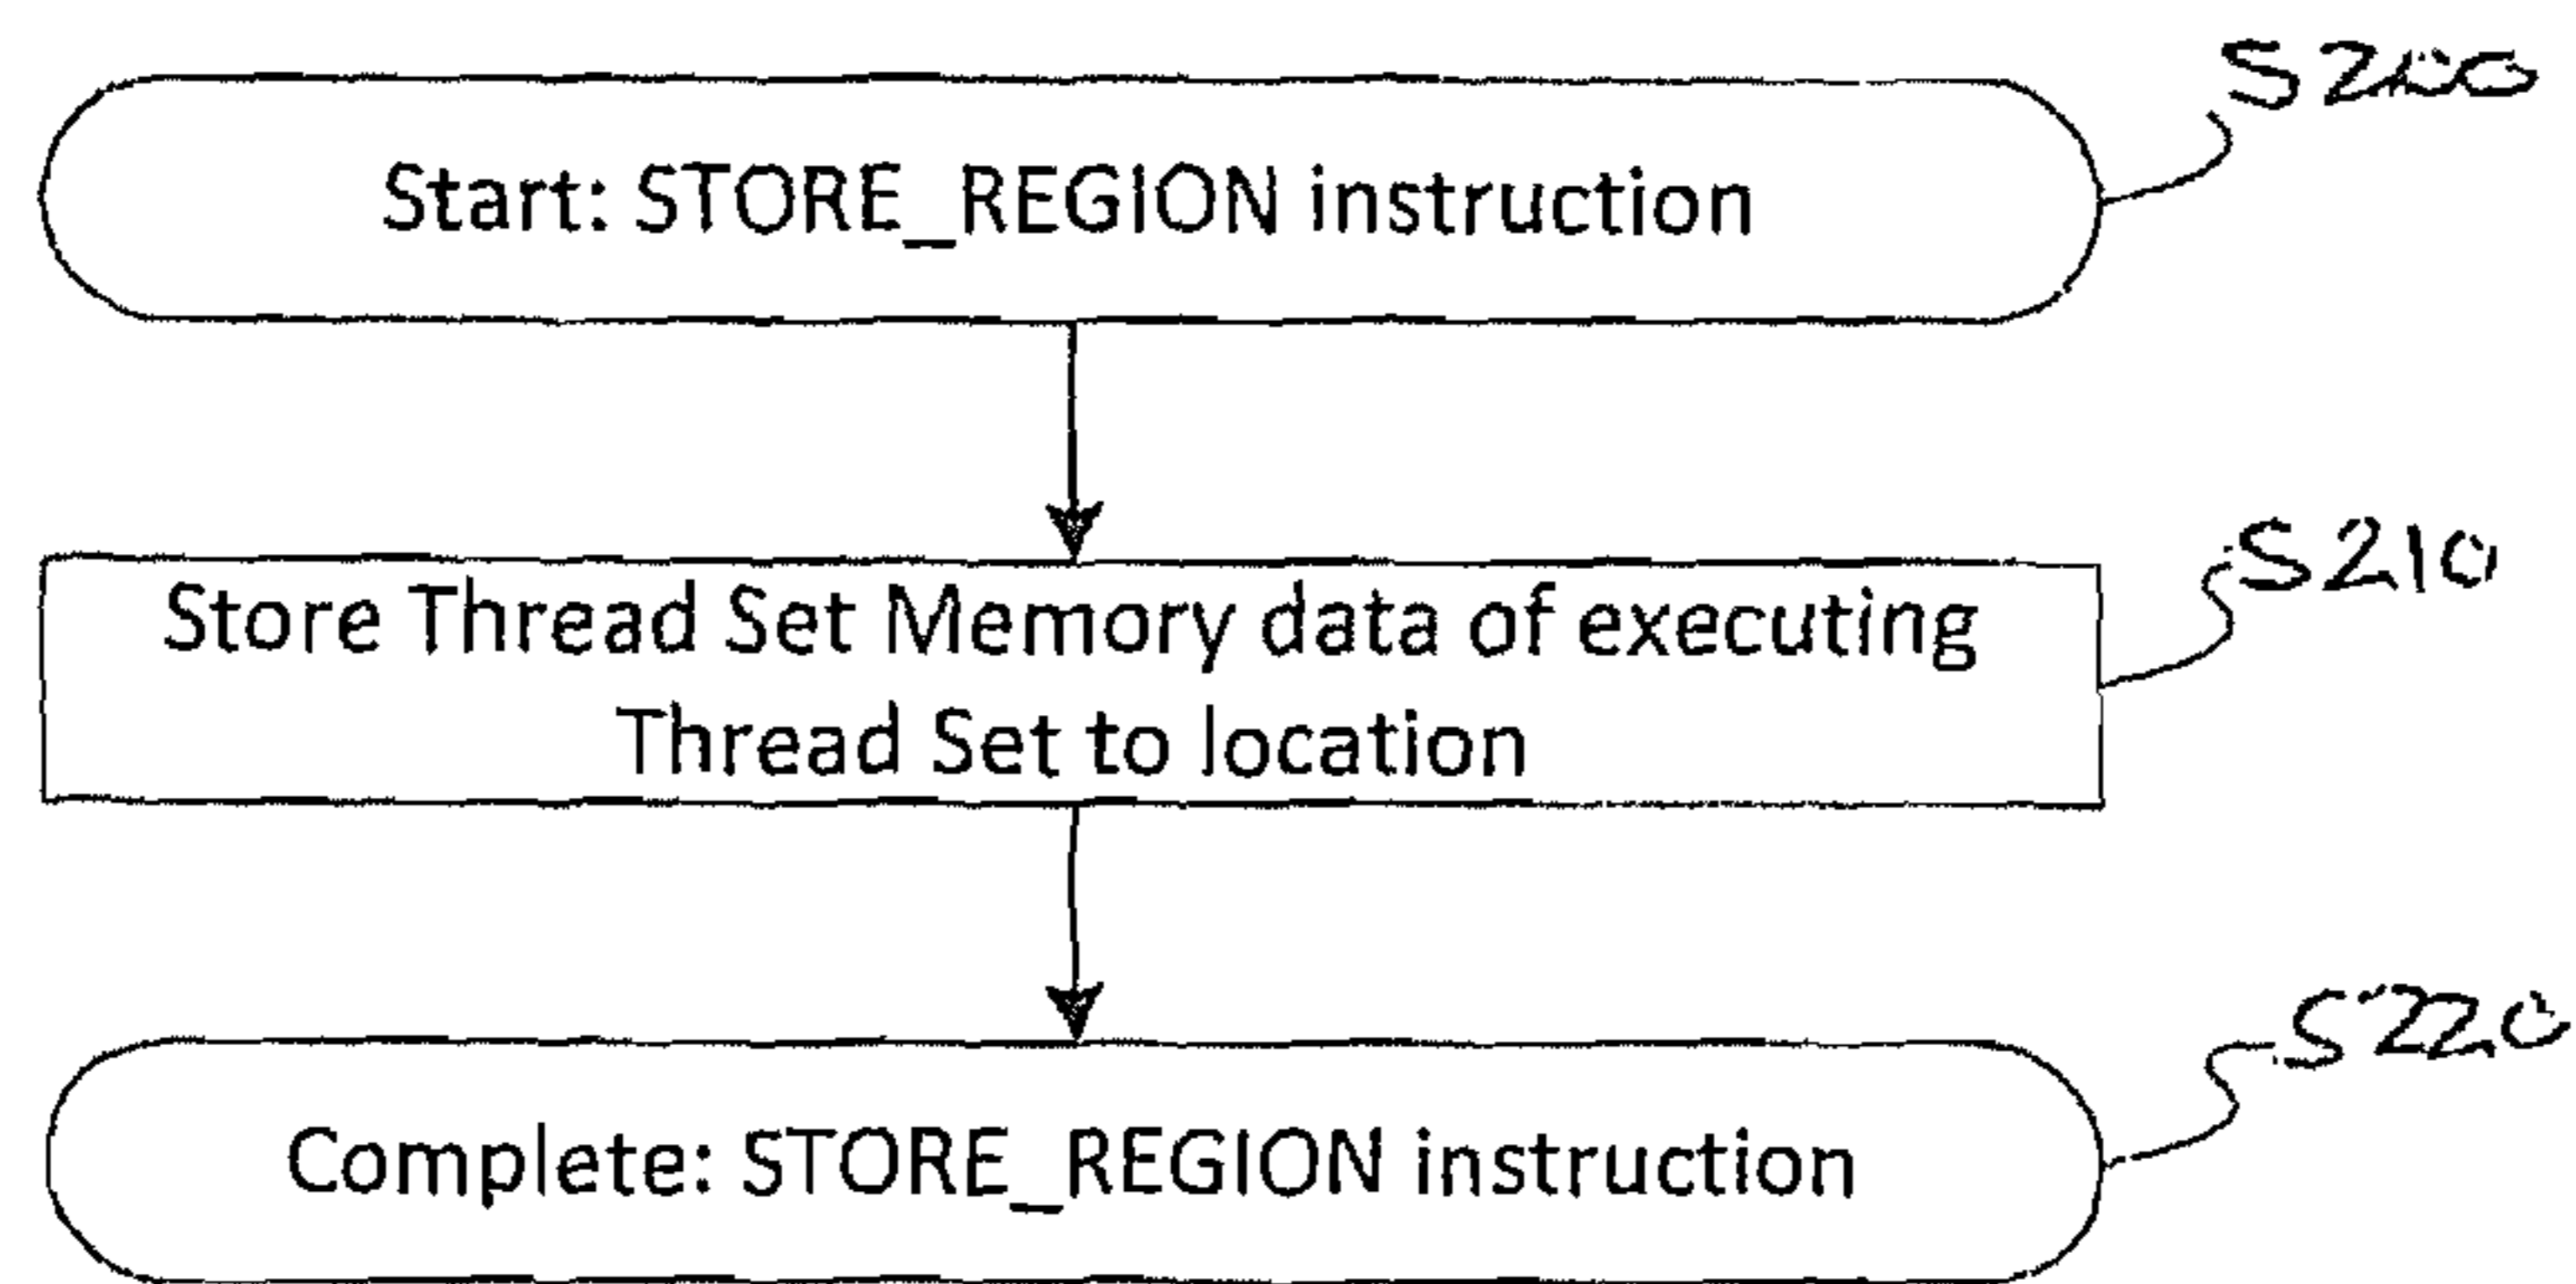 S200
Start: STORE_REGION instruction
S210
Store Thread Set Memory data of executing
Thread Set to location
S220
Complete: STORE_REGION instruction